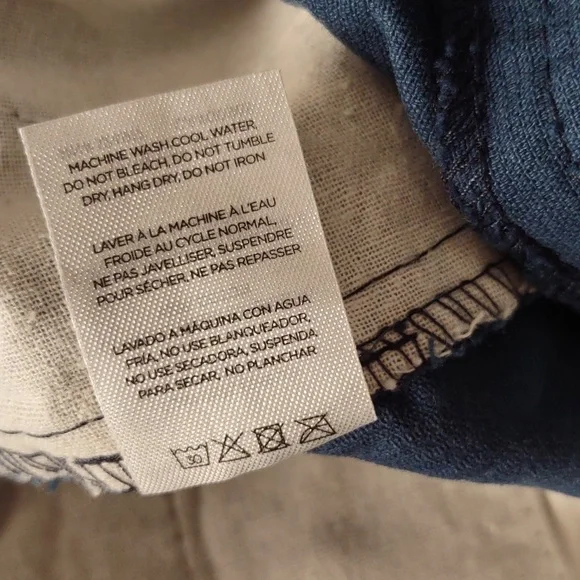 MACHINE WASH COOL WATER,
DO NOT BLEACH, DO NOT TUMBLE
DRY, HANG DRY, DO NOT IRON
LAVER À LA MACHINE À L'EAU
FROIDE AU CYCLE NORMAL,
NE PAS JAVELLISER, SUSPENDRE
POUR SÉCHER, NE PAS REPASSER
LAVADO A MÁQUINA CON AGUA
FRÍA, NO USE BLANQUEADOR,
NO USE SECADORA, SUSPENDA
PARA SECAR, NO PLANCHAR
30